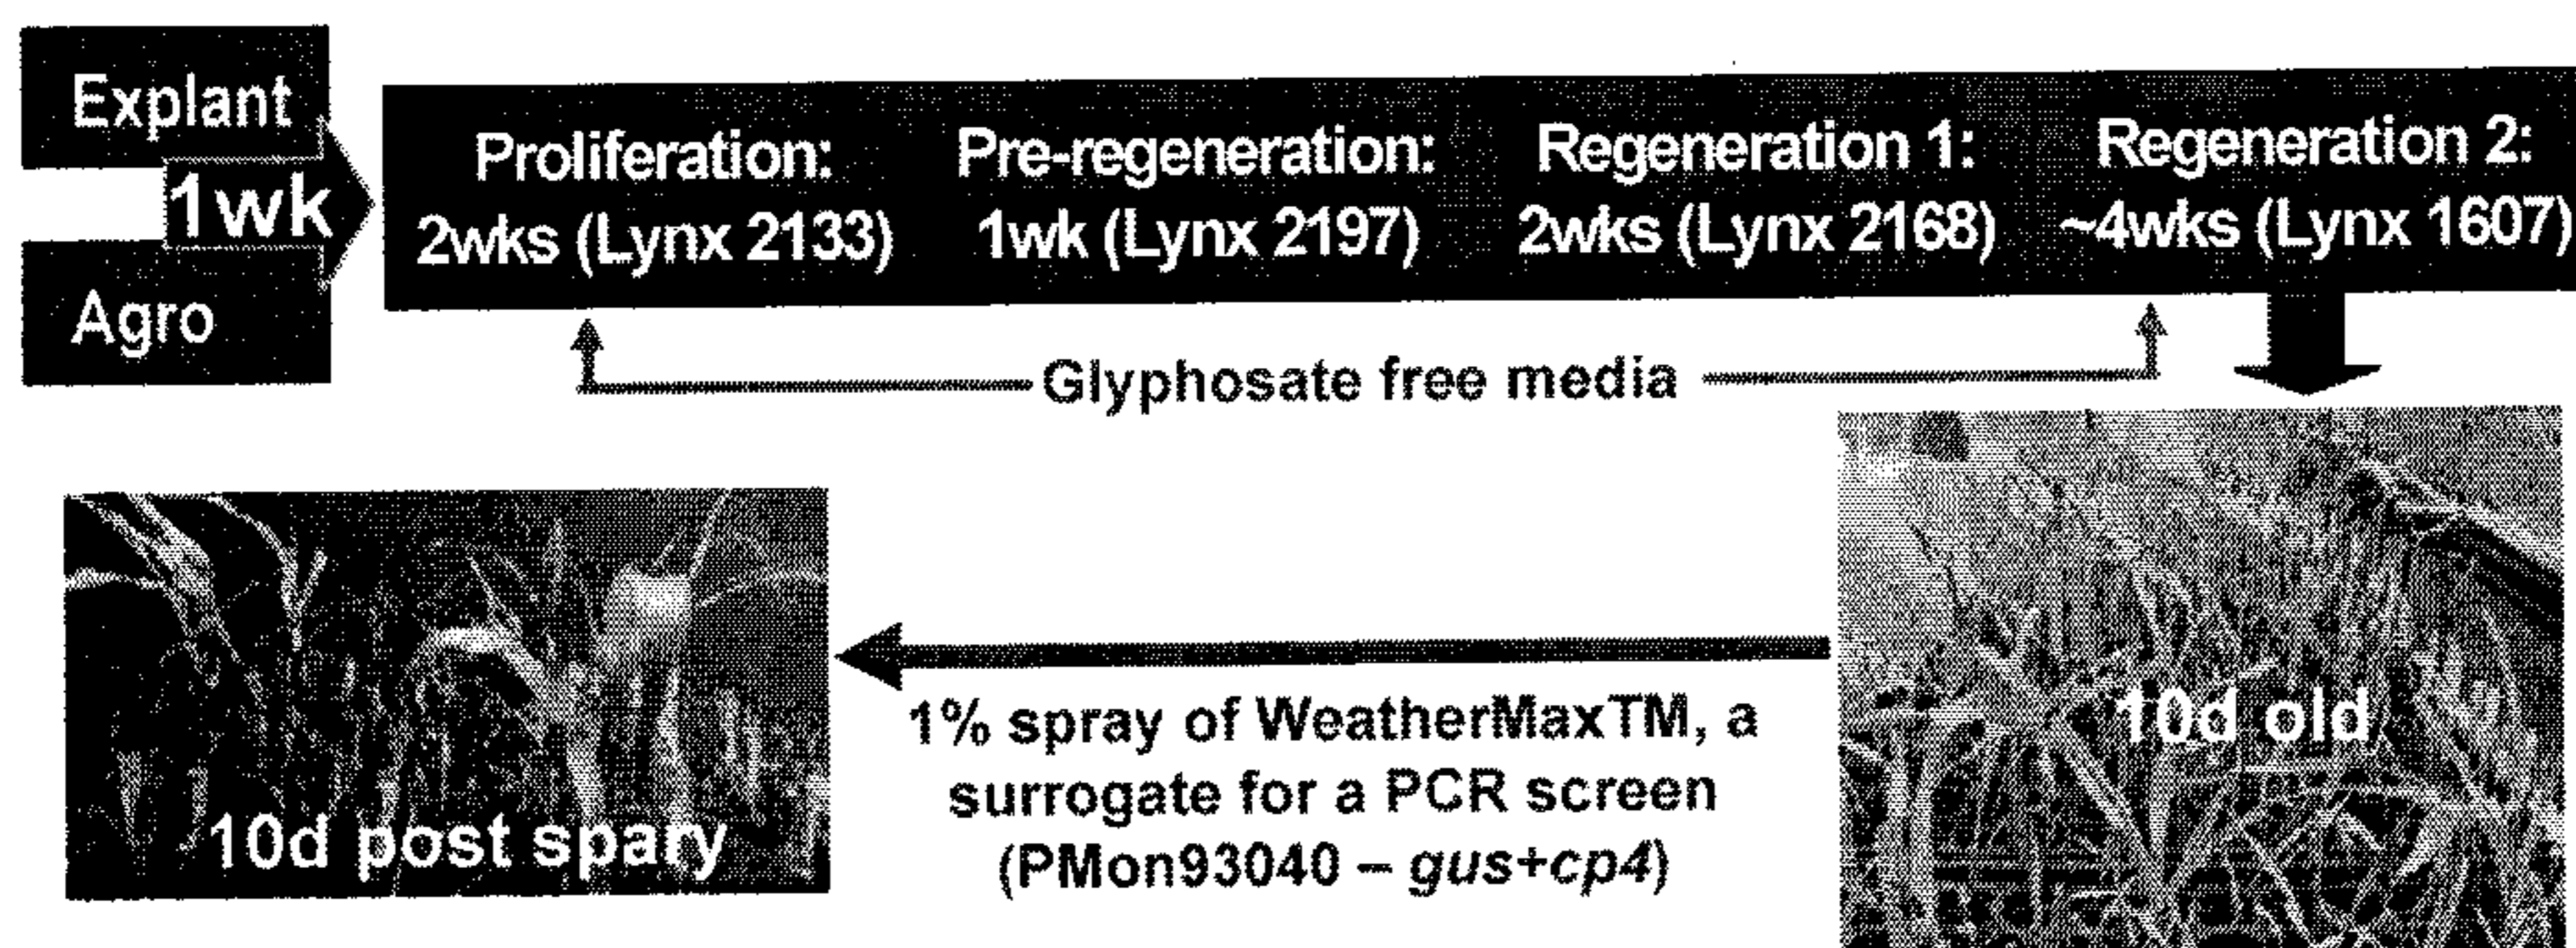 Explant
1wk
Agro
Proliferation:
2wks (Lynx 2133)
Pre-regeneration:
1wk (Lynx 2197)
Regeneration 1:
2wks (Lynx 2168)
Regeneration 2:
~4wks (Lynx 1607)
Glyphosate free media
10d old
1% spray of WeatherMaxTM, a
surrogate for a PCR screen
(PMon93040 – gus+cp4)
10d post spary